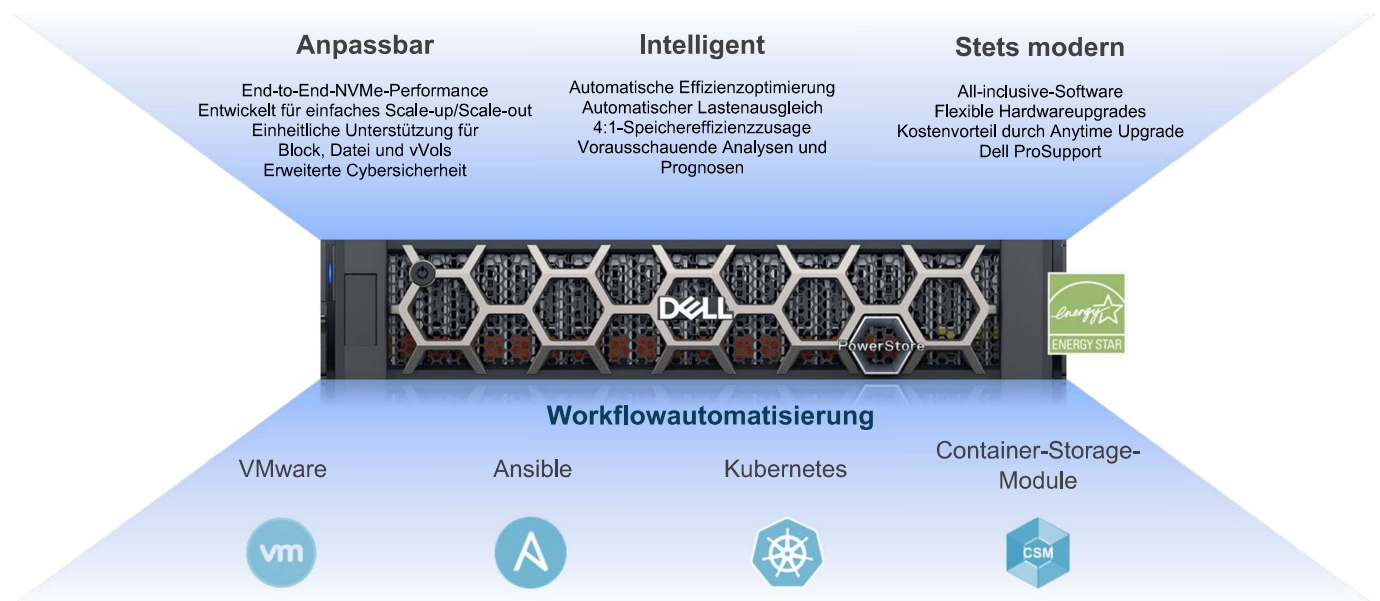 Anpassbar
End-to-End-NVMe-Performance
Entwickelt für einfaches Scale-up/Scale-out
Einheitliche Unterstützung für
Block, Datei und vVols
Erweiterte Cybersicherheit
Intelligent
Automatische Effizienzoptimierung
Automatischer Lastenausgleich
4:1-Speichereffizienzzusage
Vorausschauende Analysen und
Prognosen
Stets modern
All-inclusive-Software
Flexible Hardwareupgrades
Kostenvorteil durch Anytime Upgrade
Dell ProSupport
DELL
PowerStore
energy
ENERGY STAR
Workflowautomatisierung
VMware
Ansible
Kubernetes
Container-Storage-
Module
vm
A
CSM